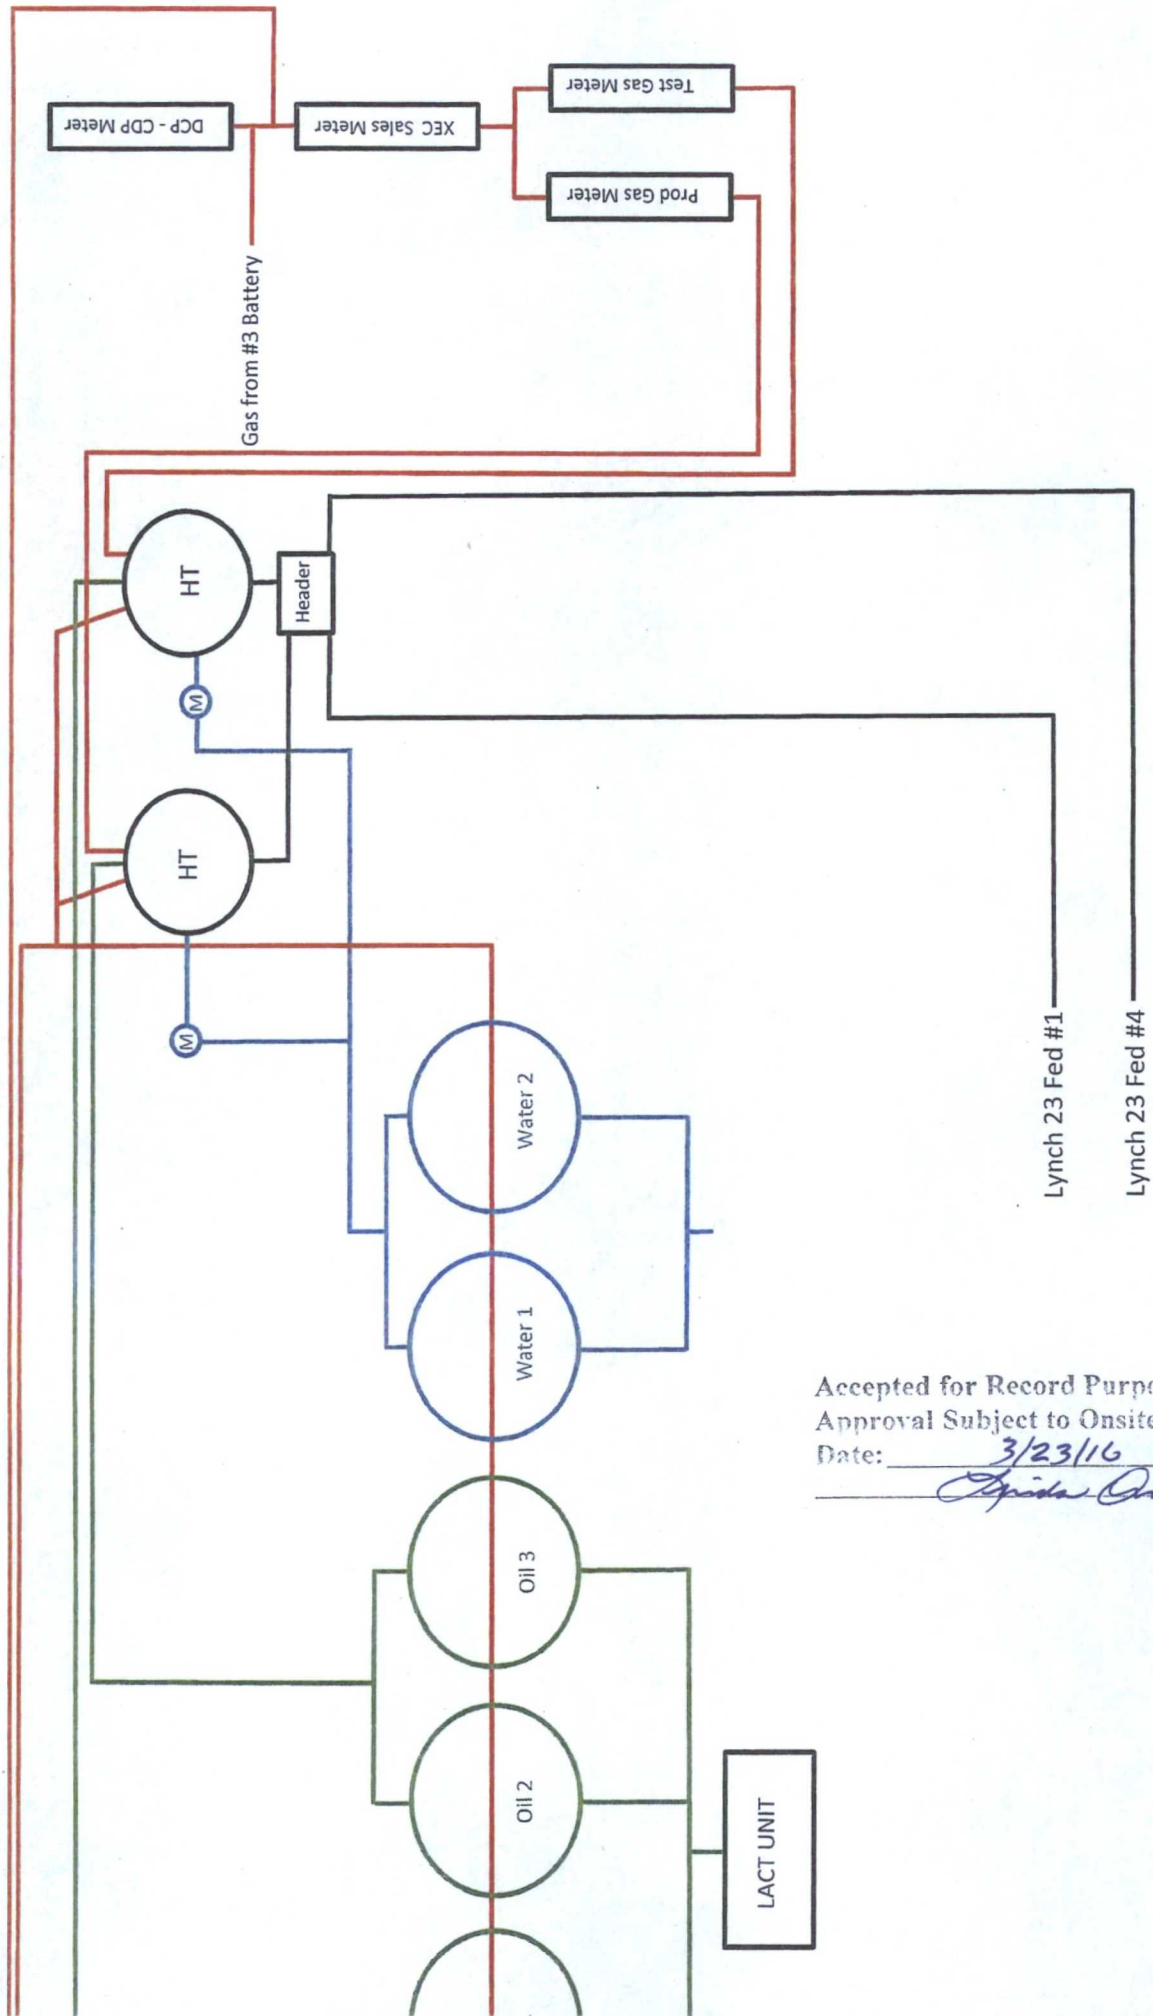 DCP - CDP Meter
XEC Sales Meter
Test Gas Meter
Prod Gas Meter
Gas from #3 Battery
HT
Header
M
HT
M
Water 2
Water 1
Oil 3
Oil 2
LACT UNIT
Lynch 23 Fed #1
Lynch 23 Fed #4
Accepted for Record
Approval Subject to Onsite
Date: 3/23/16